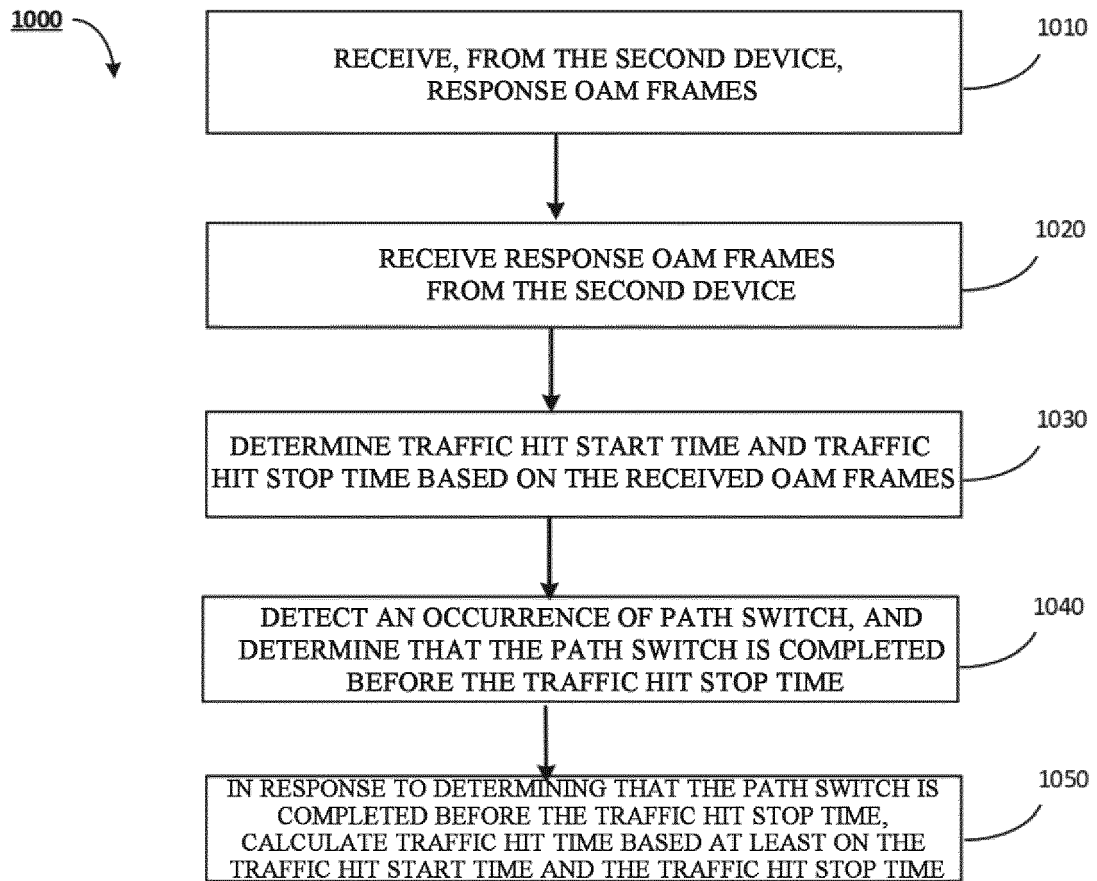 1000
1010
RECEIVE, FROM THE SECOND DEVICE,
RESPONSE OAM FRAMES
1020
RECEIVE RESPONSE OAM FRAMES
FROM THE SECOND DEVICE
1030
DETERMINE TRAFFIC HIT START TIME AND TRAFFIC
HIT STOP TIME BASED ON THE RECEIVED OAM FRAMES
1040
DETECT AN OCCURRENCE OF PATH SWITCH, AND
DETERMINE THAT THE PATH SWITCH IS COMPLETED
BEFORE THE TRAFFIC HIT STOP TIME
1050
IN RESPONSE TO DETERMINING THAT THE PATH SWITCH IS
COMPLETED BEFORE THE TRAFFIC HIT STOP TIME,
CALCULATE TRAFFIC HIT TIME BASED AT LEAST ON THE
TRAFFIC HIT START TIME AND THE TRAFFIC HIT STOP TIME